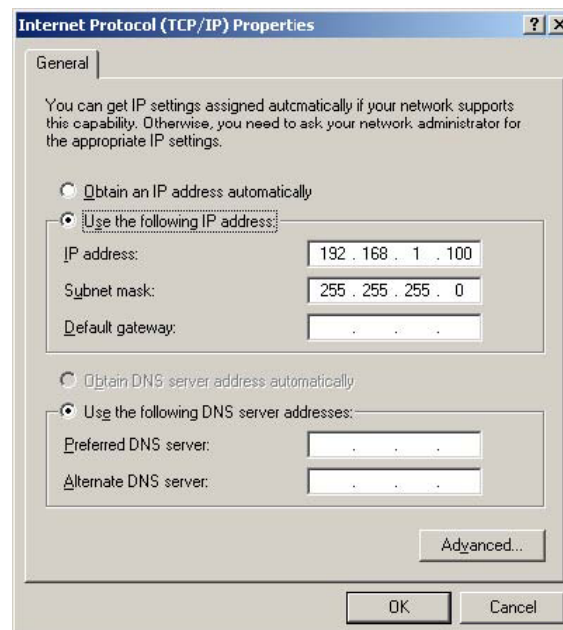 Internet Protocol (TCP/IP) Properties
General
You can get IP settings assigned automatically if your network supports
this capability. Otherwise, you need to ask your network administrator for
the appropriate IP settings.
Obtain an IP address automatically
Use the following IP address:
IP address: 192 . 168 . 1 . 100
Subnet mask: 255 . 255 . 255 . 0
Default gateway: . . .
Obtain DNS server address automatically
Use the following DNS server addresses:
Preferred DNS server: . . .
Alternate DNS server: . . .
Advanced...
OK Cancel